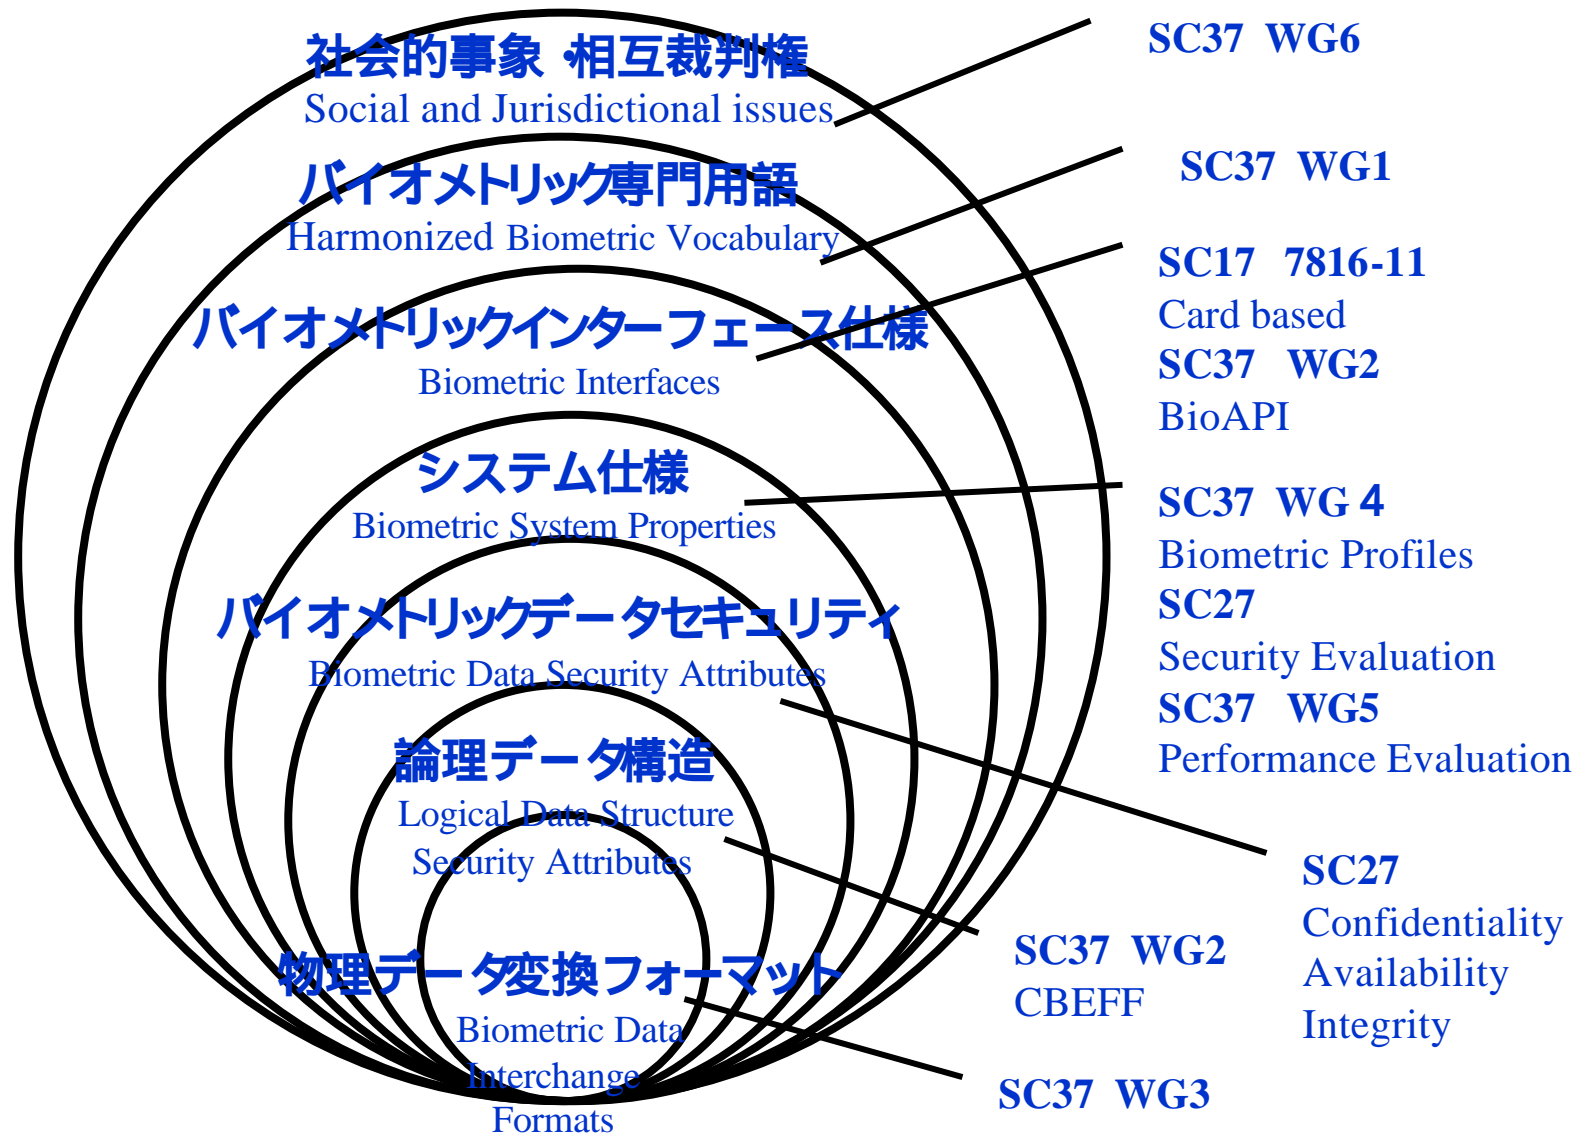 社会的事象・相互裁判権
Social and Jurisdictional issues
バイオメトリック専門用語
Harmonized Biometric Vocabulary
バイオメトリックインターフェース仕様
Biometric Interfaces
システム仕様
Biometric System Properties
バイオメトリックデータセキュリティ
Biometric Data Security Attributes
論理データ構造
Logical Data Structure
Security Attributes
物理データ変換フォーマット
Biometric Data
Interchange
Formats
SC37 WG6
SC37 WG1
SC17 7816-11
Card based
SC37 WG2
BioAPI
SC37 WG４
Biometric Profiles
SC27
Security Evaluation
SC37 WG5
Performance Evaluation
SC27
Confidentiality
Availability
Integrity
SC37 WG2
CBEFF
SC37 WG3